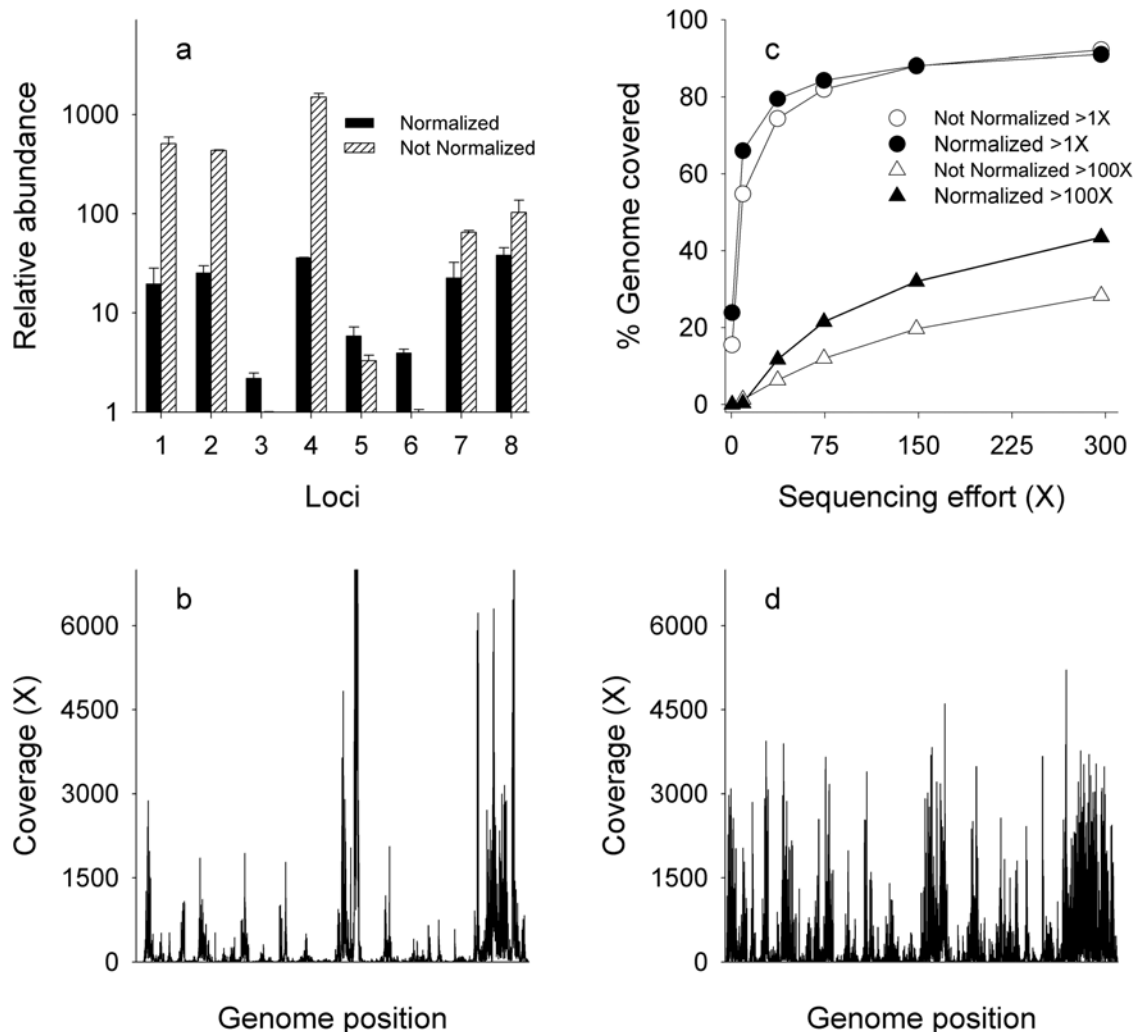 a
Relative abundance
1000
100
10
1
Normalized
Not Normalized
1 2 3 4 5 6 7 8
Loci
c
% Genome covered
100
80
60
40
20
0
Not Normalized >1X
Normalized >1X
Not Normalized >100X
Normalized >100X
0 75 150 225 300
Sequencing effort (X)
b
Coverage (X)
6000
4500
3000
1500
0
Genome position
d
Coverage (X)
6000
4500
3000
1500
0
Genome position